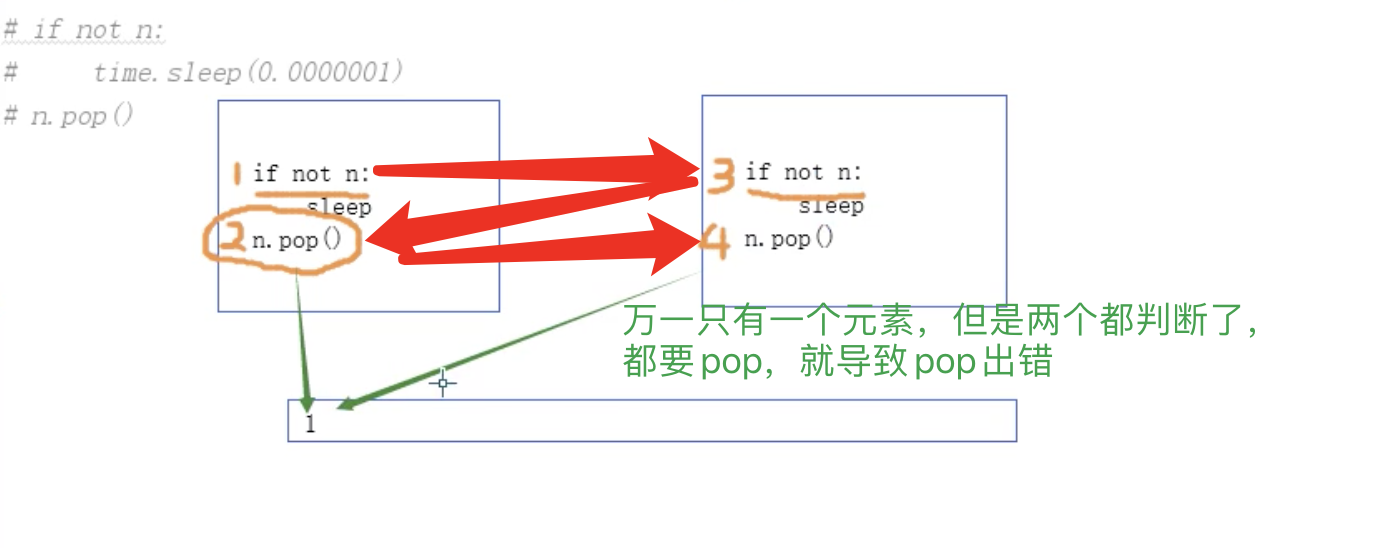 # if not n:
#     time.sleep(0.0000001)
# n.pop()
1 if not n:
sleep
2 n.pop()
3 if not n:
sleep
4 n.pop()
万一只有一个元素，但是两个都判断了，
都要pop，就导致pop出错
1